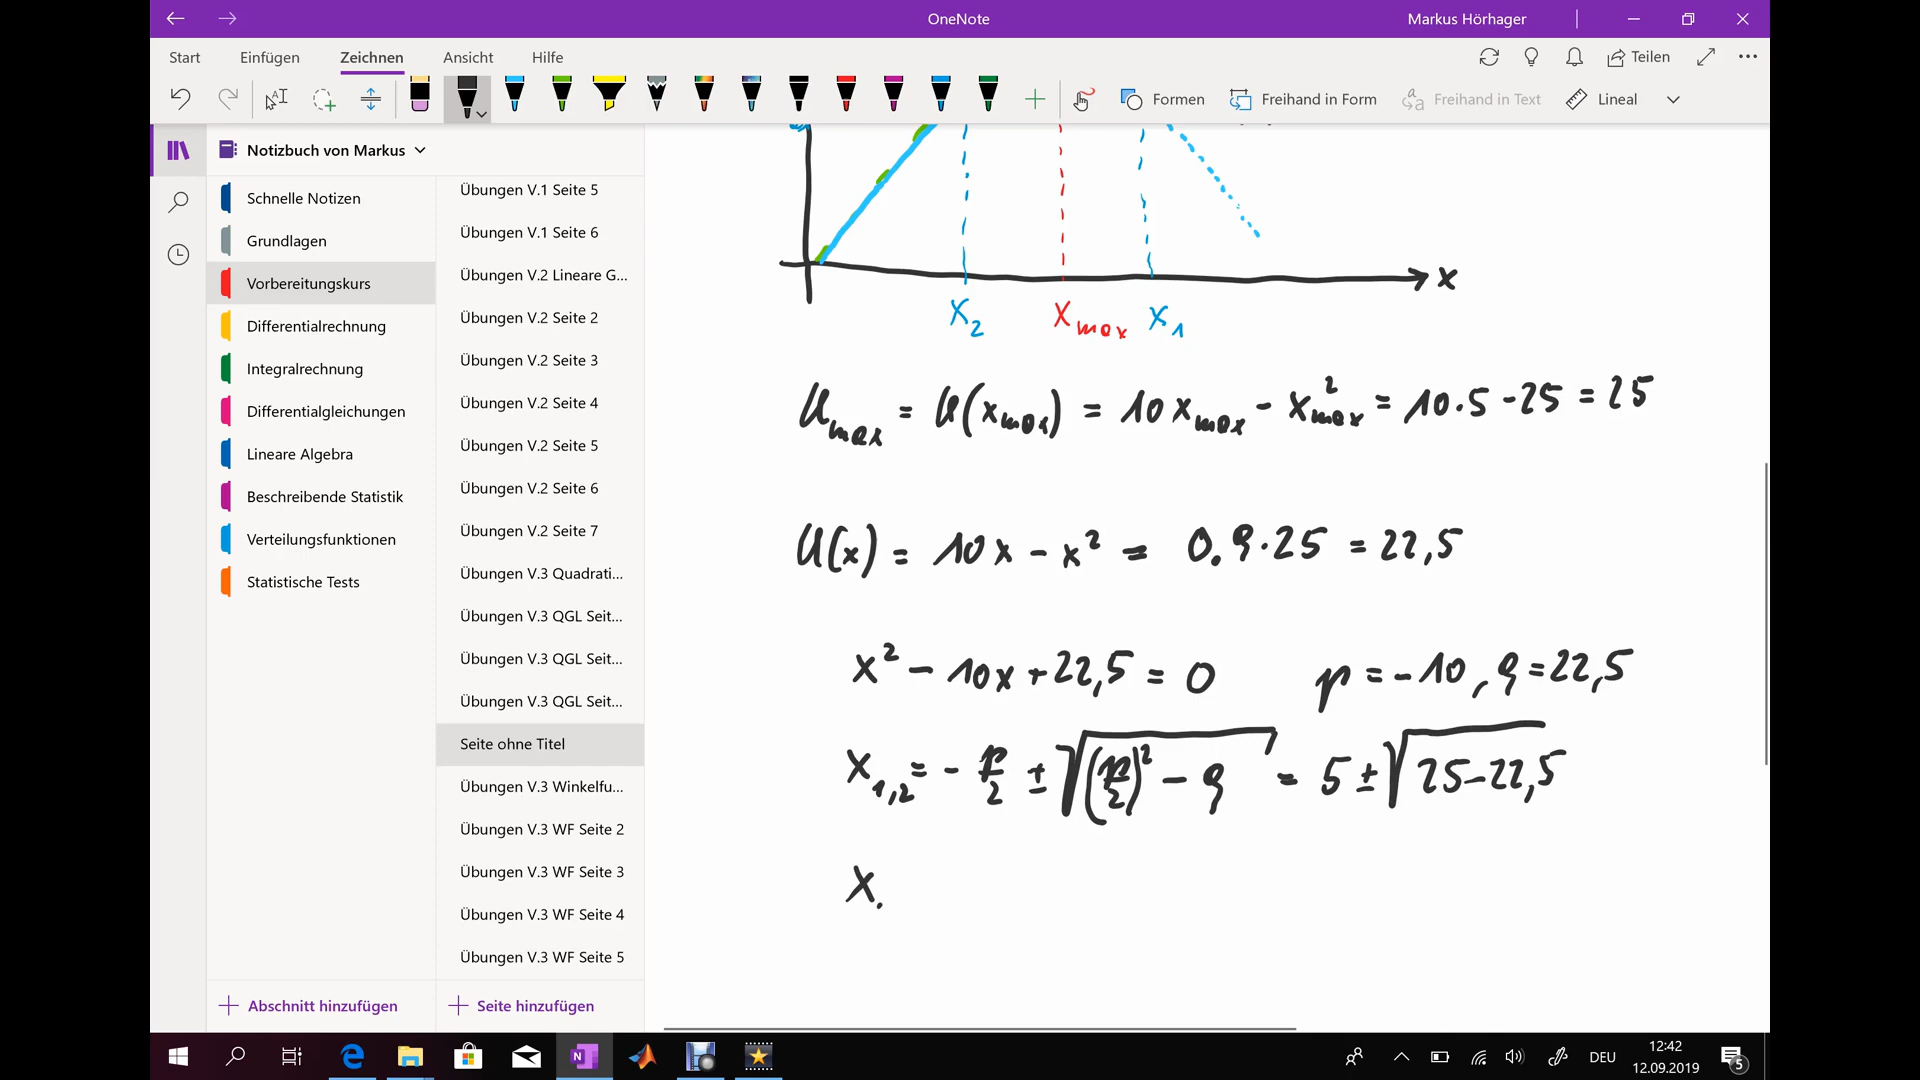 OneNote
Markus Hörhager
Start Einfügen Zeichnen Ansicht Hilfe
Teilen
Formen Freihand in Form Freihand in Text Lineal
Notizbuch von Markus
Schnelle Notizen
Grundlagen
Vorbereitungskurs
Differentialrechnung
Integralrechnung
Differentialgleichungen
Lineare Algebra
Beschreibende Statistik
Verteilungsfunktionen
Statistische Tests
Abschnitt hinzufügen
Übungen V.1 Seite 5
Übungen V.1 Seite 6
Übungen V.2 Lineare G...
Übungen V.2 Seite 2
Übungen V.2 Seite 3
Übungen V.2 Seite 4
Übungen V.2 Seite 5
Übungen V.2 Seite 6
Übungen V.2 Seite 7
Übungen V.3 Quadrati...
Übungen V.3 QGL Seit...
Übungen V.3 QGL Seit...
Übungen V.3 QGL Seit...
Seite ohne Titel
Übungen V.3 Winkelfu...
Übungen V.3 WF Seite 2
Übungen V.3 WF Seite 3
Übungen V.3 WF Seite 4
Übungen V.3 WF Seite 5
Seite hinzufügen
x
x₂ x_max x₁
U_max = U(x_max) = 10 x_max - x_max² = 10·5 - 25 = 25
U(x) = 10x - x² = 0.9·25 = 22,5
x² - 10x + 22,5 = 0 p = -10, q = 22,5
x₁,₂ = - p/2 ± √((p/2)² - q) = 5 ± √(25 - 22,5)
x.
DEU
12:42
12.09.2019
5